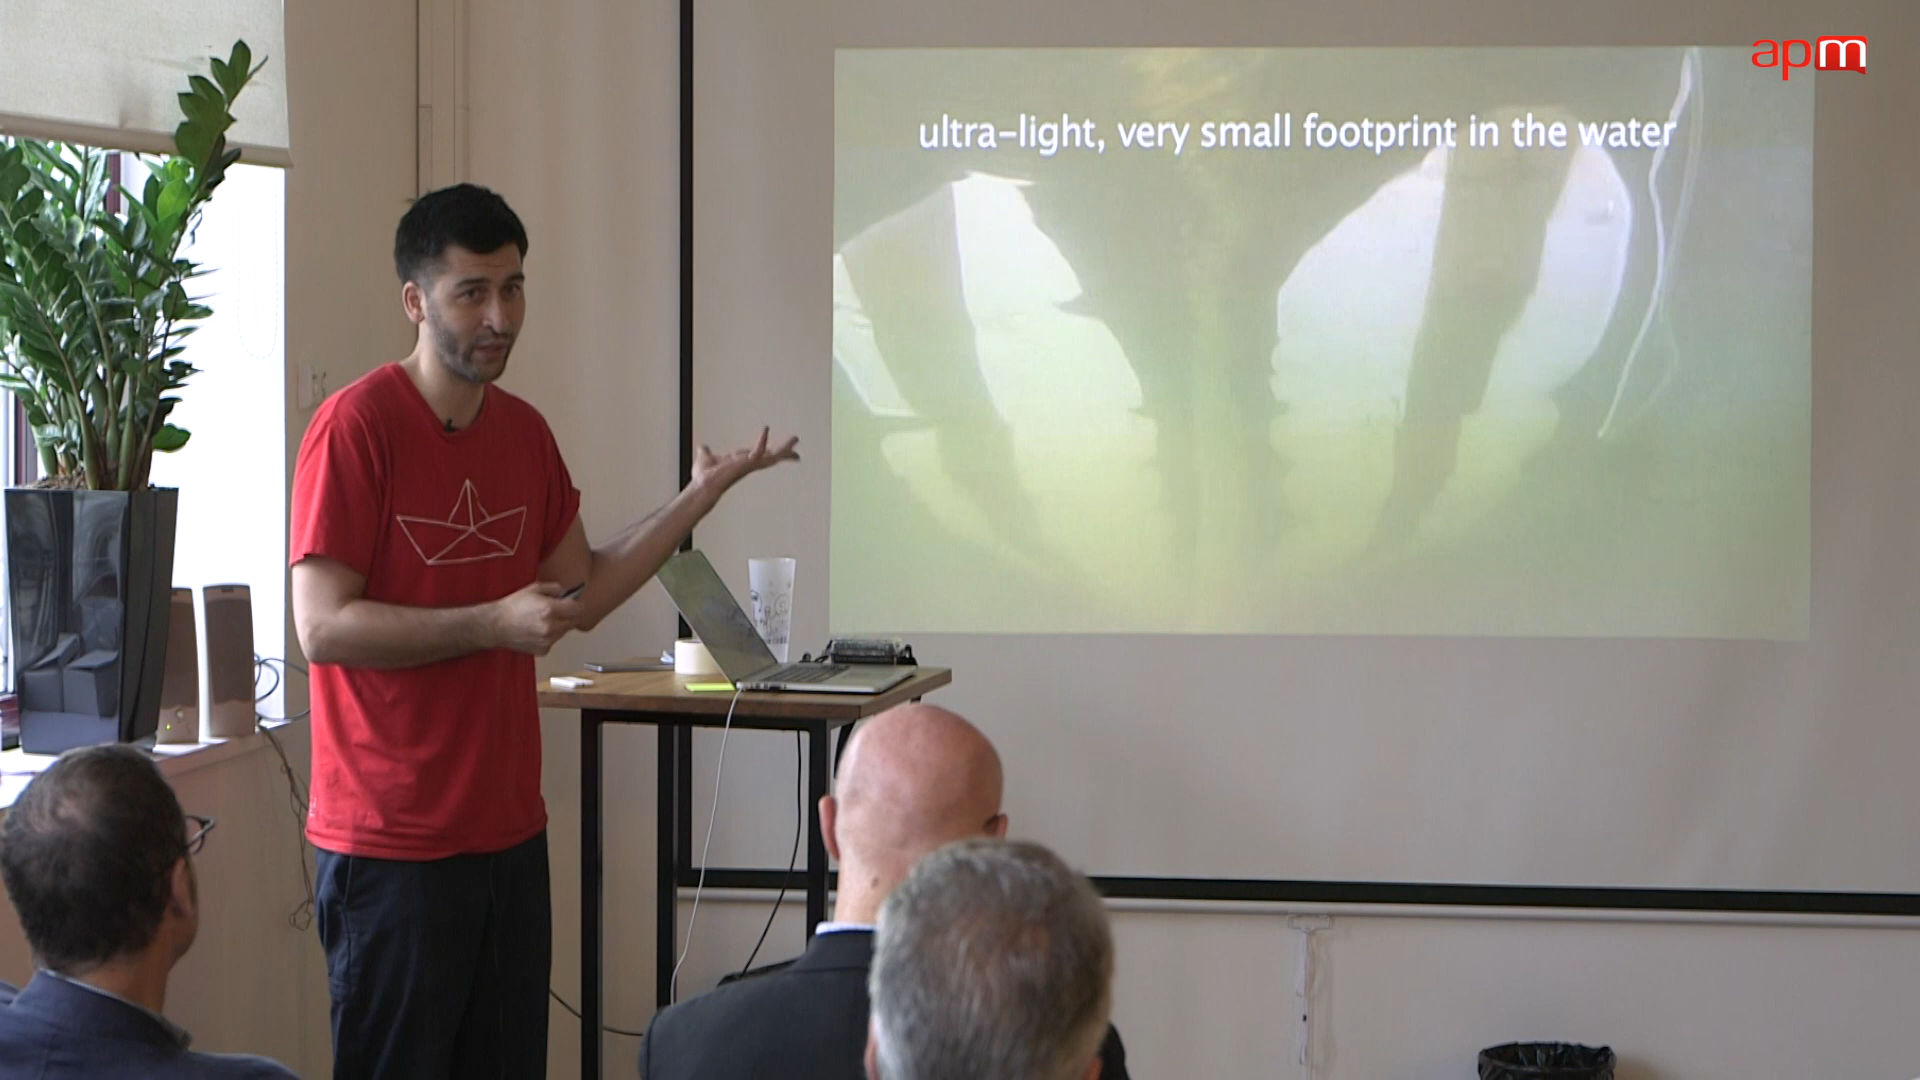 apm
ultra-light, very small footprint in the water